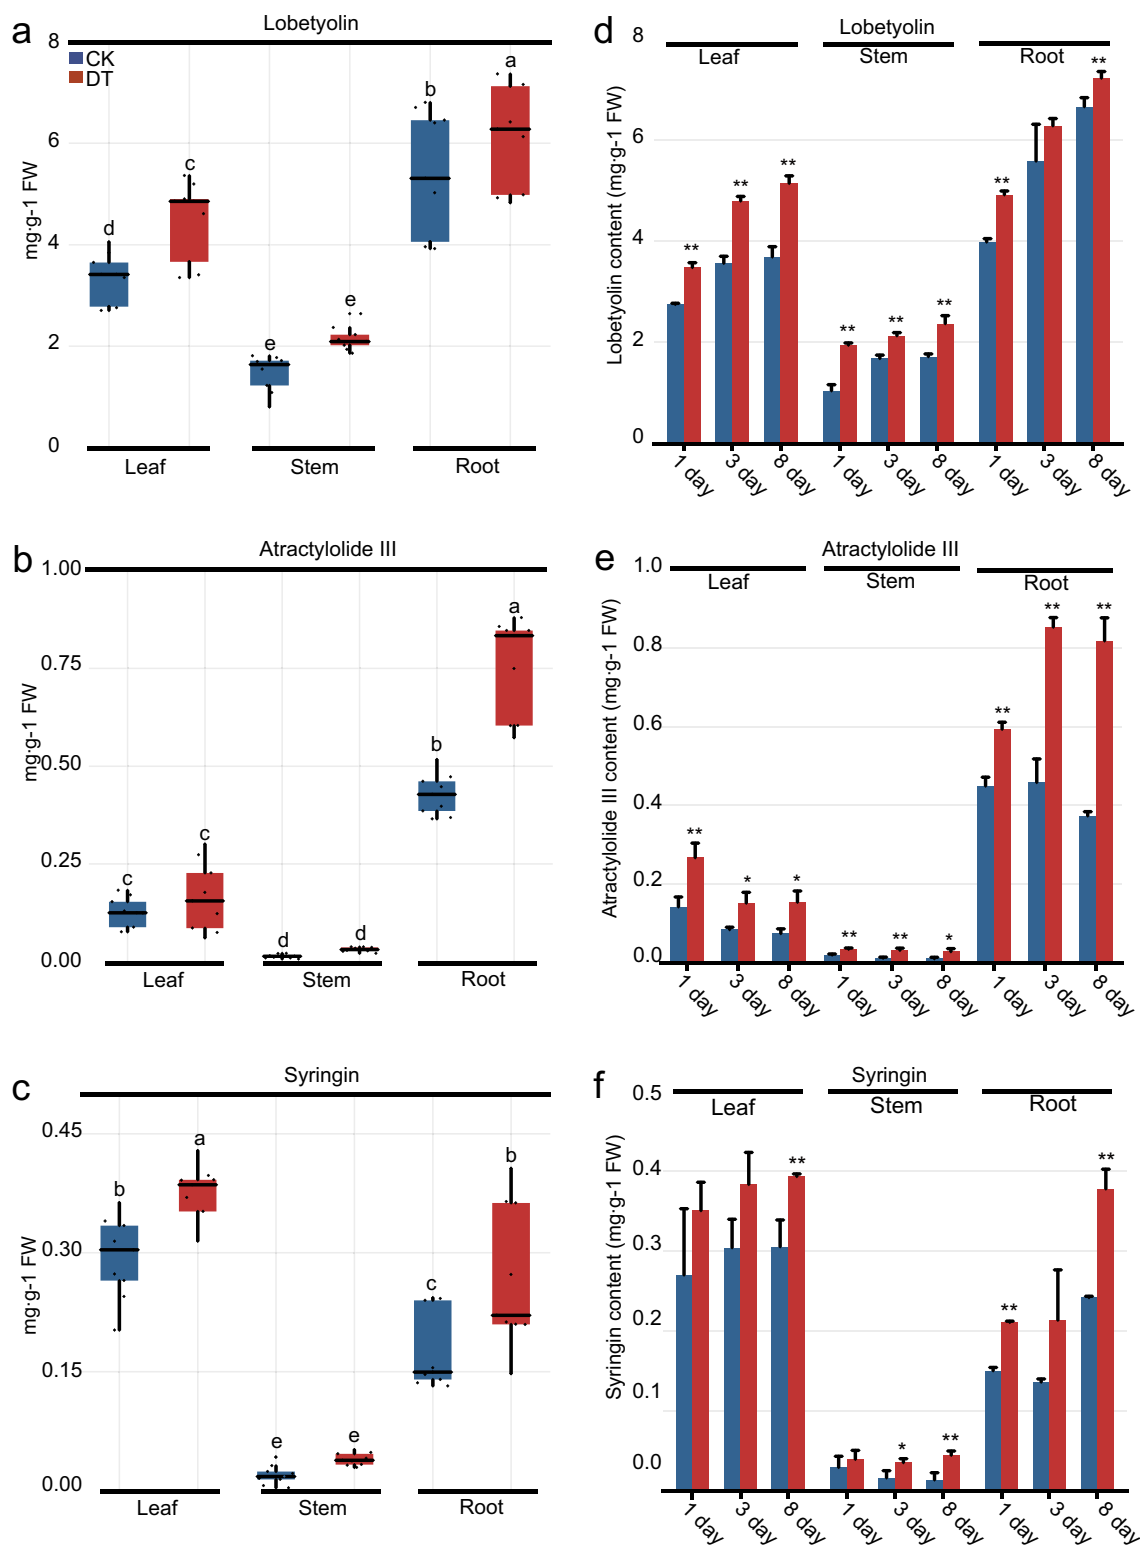 a
Lobetyolin
8
CK
DT
6
4
2
0
mg·g-1 FW
d
c
e
e
b
a
Leaf
Stem
Root
b
Atractylolide III
1.00
0.75
0.50
0.25
0.00
mg·g-1 FW
c
c
d
d
b
a
Leaf
Stem
Root
c
Syringin
0.45
0.30
0.15
0.00
mg·g-1 FW
b
a
e
e
c
b
Leaf
Stem
Root
d
Lobetyolin
Leaf
Stem
Root
8
6
4
2
0
Lobetyolin content (mg·g-1 FW)
**
**
**
**
**
**
**
**
1 day
3 day
8 day
1 day
3 day
8 day
1 day
3 day
8 day
e
Atractylolide III
Leaf
Stem
Root
1.0
0.8
0.6
0.4
0.2
0.0
Atractylolide III content (mg·g-1 FW)
**
*
*
**
**
*
**
**
**
1 day
3 day
8 day
1 day
3 day
8 day
1 day
3 day
8 day
f
Syringin
Leaf
Stem
Root
0.5
0.4
0.3
0.2
0.1
0.0
Syringin content (mg·g-1 FW)
**
*
**
**
**
1 day
3 day
8 day
1 day
3 day
8 day
1 day
3 day
8 day